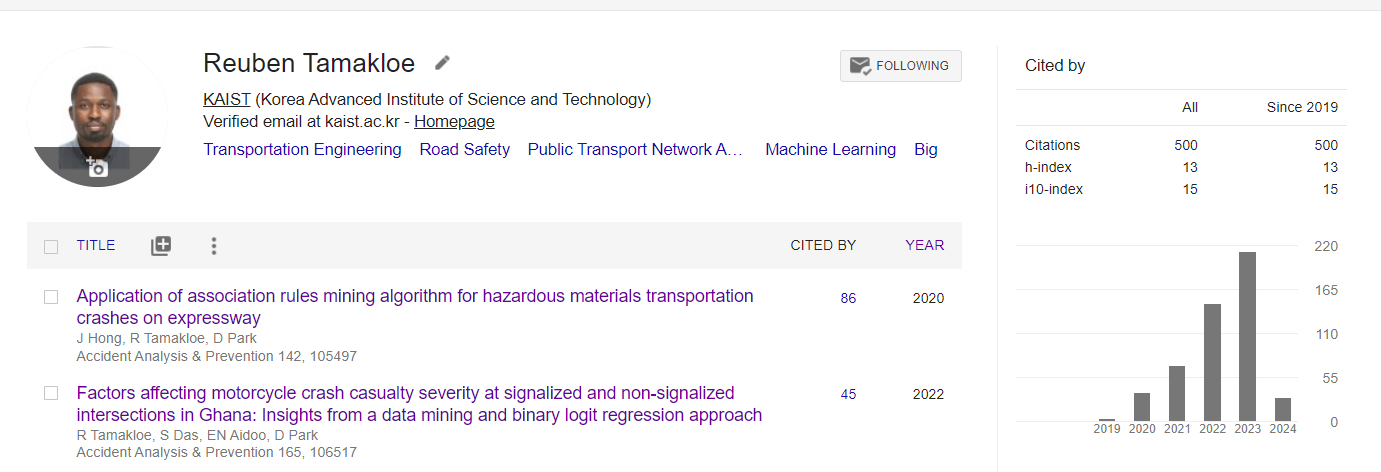 Reuben Tamakloe
FOLLOWING
KAIST (Korea Advanced Institute of Science and Technology)
Verified email at kaist.ac.kr - Homepage
Transportation Engineering Road Safety Public Transport Network A... Machine Learning Big
TITLE CITED BY YEAR
Application of association rules mining algorithm for hazardous materials transportation 86 2020
crashes on expressway
J Hong, R Tamakloe, D Park
Accident Analysis & Prevention 142, 105497
Factors affecting motorcycle crash casualty severity at signalized and non-signalized 45 2022
intersections in Ghana: Insights from a data mining and binary logit regression approach
R Tamakloe, S Das, EN Aidoo, D Park
Accident Analysis & Prevention 165, 106517
Cited by
All Since 2019
Citations 500 500
h-index 13 13
i10-index 15 15
220
165
110
55
0
2019 2020 2021 2022 2023 2024